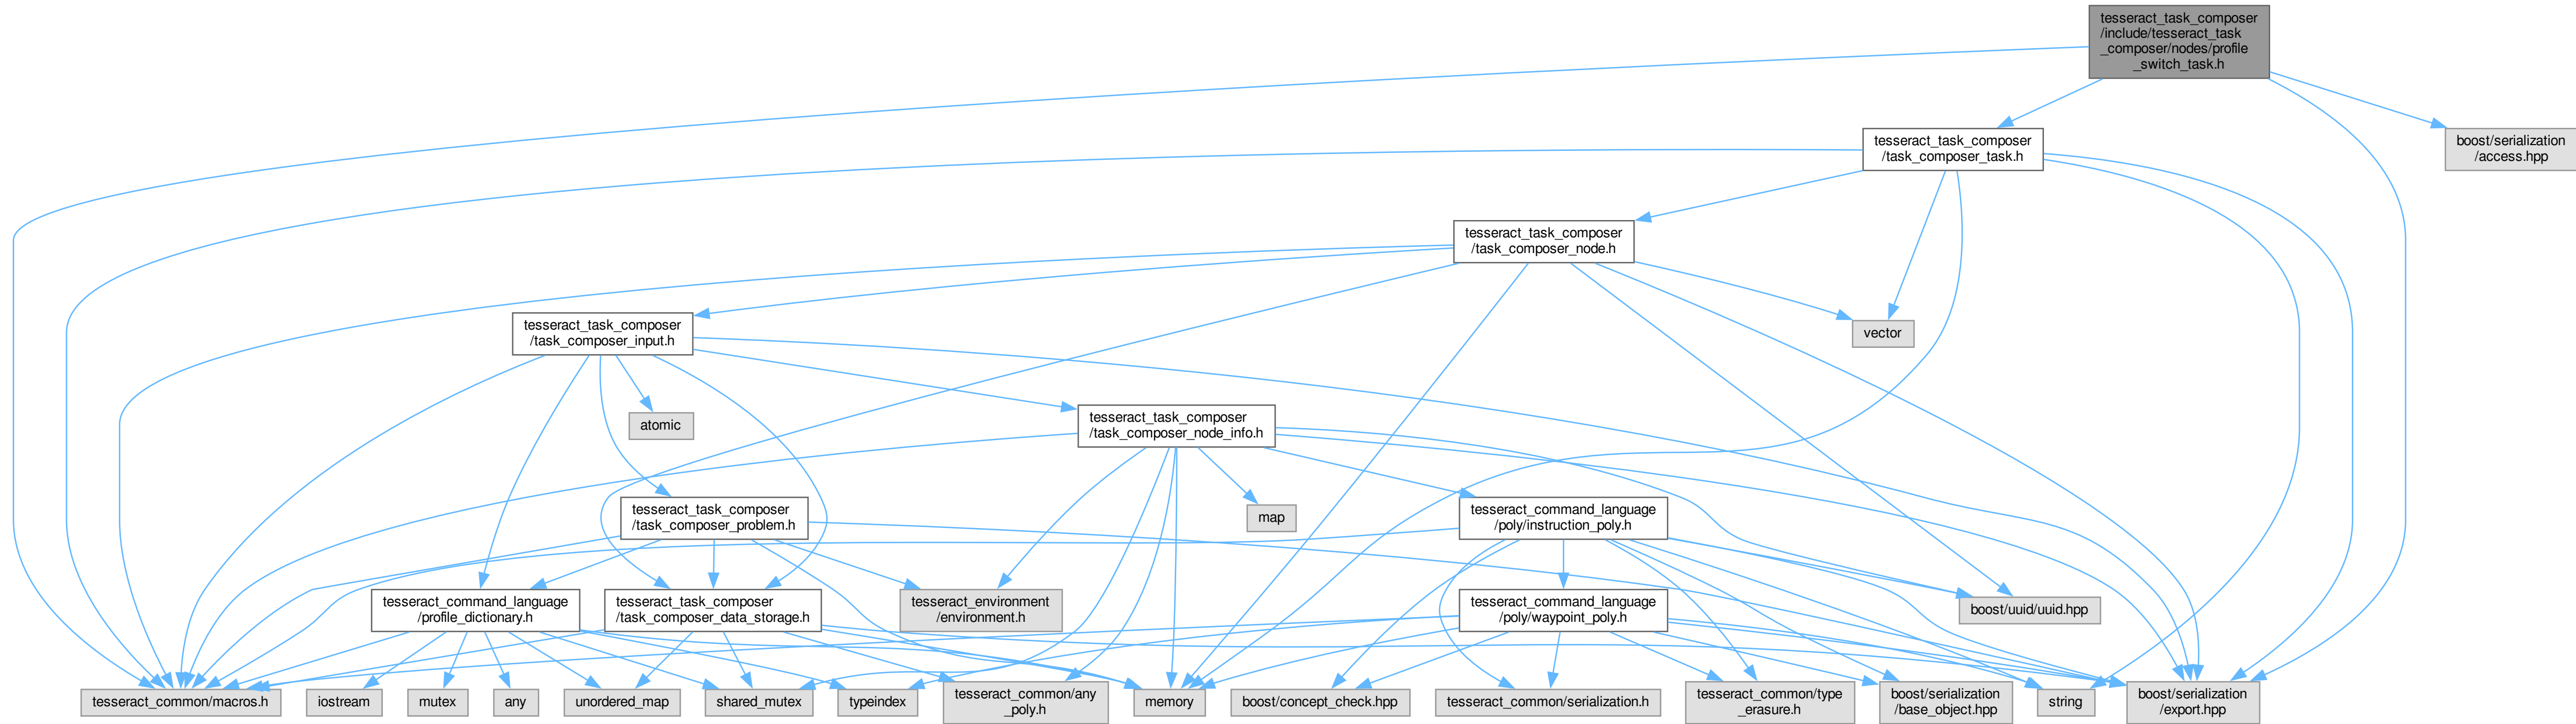 tesseract_task_composer
/include/tesseract_task
_composer/nodes/profile
_switch_task.h
tesseract_task_composer
/task_composer_task.h
boost/serialization
/access.hpp
tesseract_task_composer
/task_composer_node.h
tesseract_task_composer
/task_composer_input.h
vector
atomic
tesseract_task_composer
/task_composer_node_info.h
tesseract_task_composer
/task_composer_problem.h
map
tesseract_command_language
/poly/instruction_poly.h
tesseract_command_language
/profile_dictionary.h
tesseract_task_composer
/task_composer_data_storage.h
tesseract_environment
/environment.h
tesseract_command_language
/poly/waypoint_poly.h
boost/uuid/uuid.hpp
tesseract_common/macros.h
iostream
mutex
any
unordered_map
shared_mutex
typeindex
tesseract_common/any
_poly.h
memory
boost/concept_check.hpp
tesseract_common/serialization.h
tesseract_common/type
_erasure.h
boost/serialization
/base_object.hpp
string
boost/serialization
/export.hpp